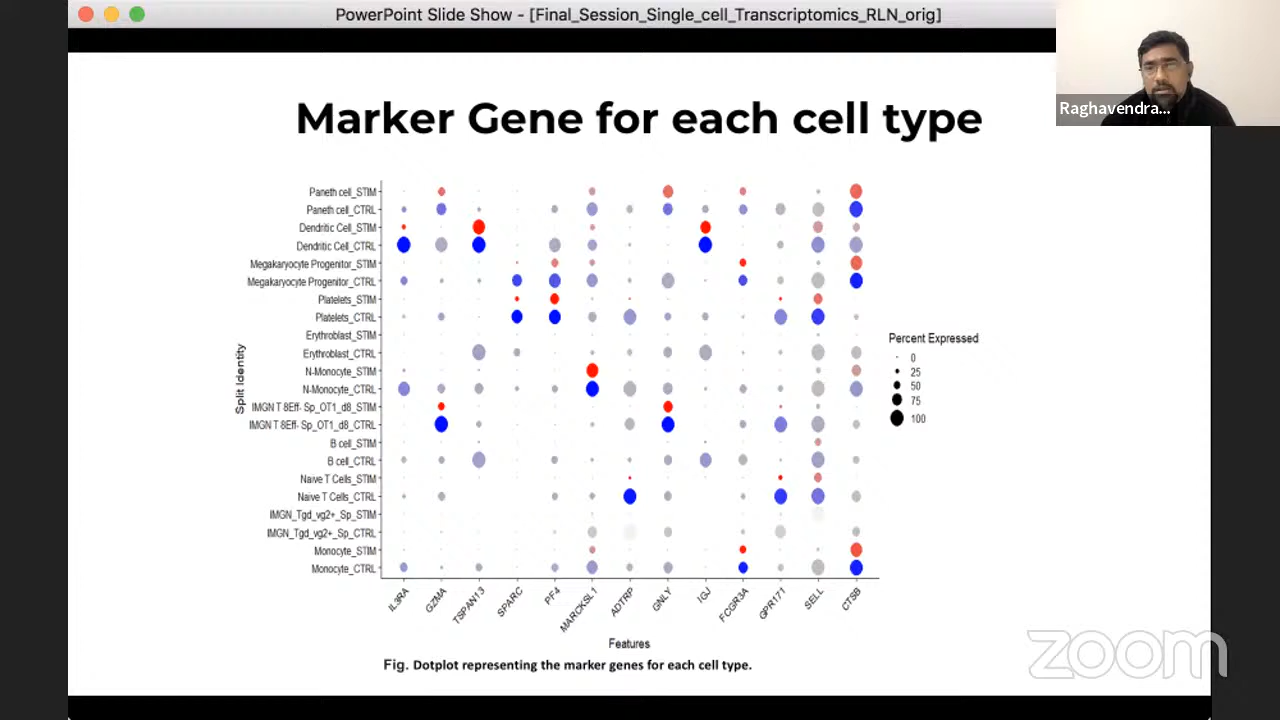 PowerPoint Slide Show - [Final_Session_Single_cell_Transcriptomics_RLN_orig]
Raghavendra...
Marker Gene for each cell type
Paneth cell_STIM
Paneth cell_CTRL
Dendritic Cell_STIM
Dendritic Cell_CTRL
Megakaryocyte Progenitor_STIM
Megakaryocyte Progenitor_CTRL
Platelets_STIM
Platelets_CTRL
Erythroblast_STIM
Erythroblast_CTRL
N-Monocyte_STIM
N-Monocyte_CTRL
IMGN T 8Eff- Sp_OT1_d8_STIM
IMGN T 8Eff- Sp_OT1_d8_CTRL
B cell_STIM
B cell_CTRL
Naive T Cells_STIM
Naive T Cells_CTRL
IMGN_Tgd_vg2+_Sp_STIM
IMGN_Tgd_vg2+_Sp_CTRL
Monocyte_STIM
Monocyte_CTRL
Split Identity
Percent Expressed
0
25
50
75
100
IL3RA
GZMA
TSPAN13
SPARC
PF4
MARCKSL1
ADTRP
GNLY
IGJ
FCGR3A
GPR171
SELL
CTSB
Features
Fig. Dotplot representing the marker genes for each cell type.
zoom